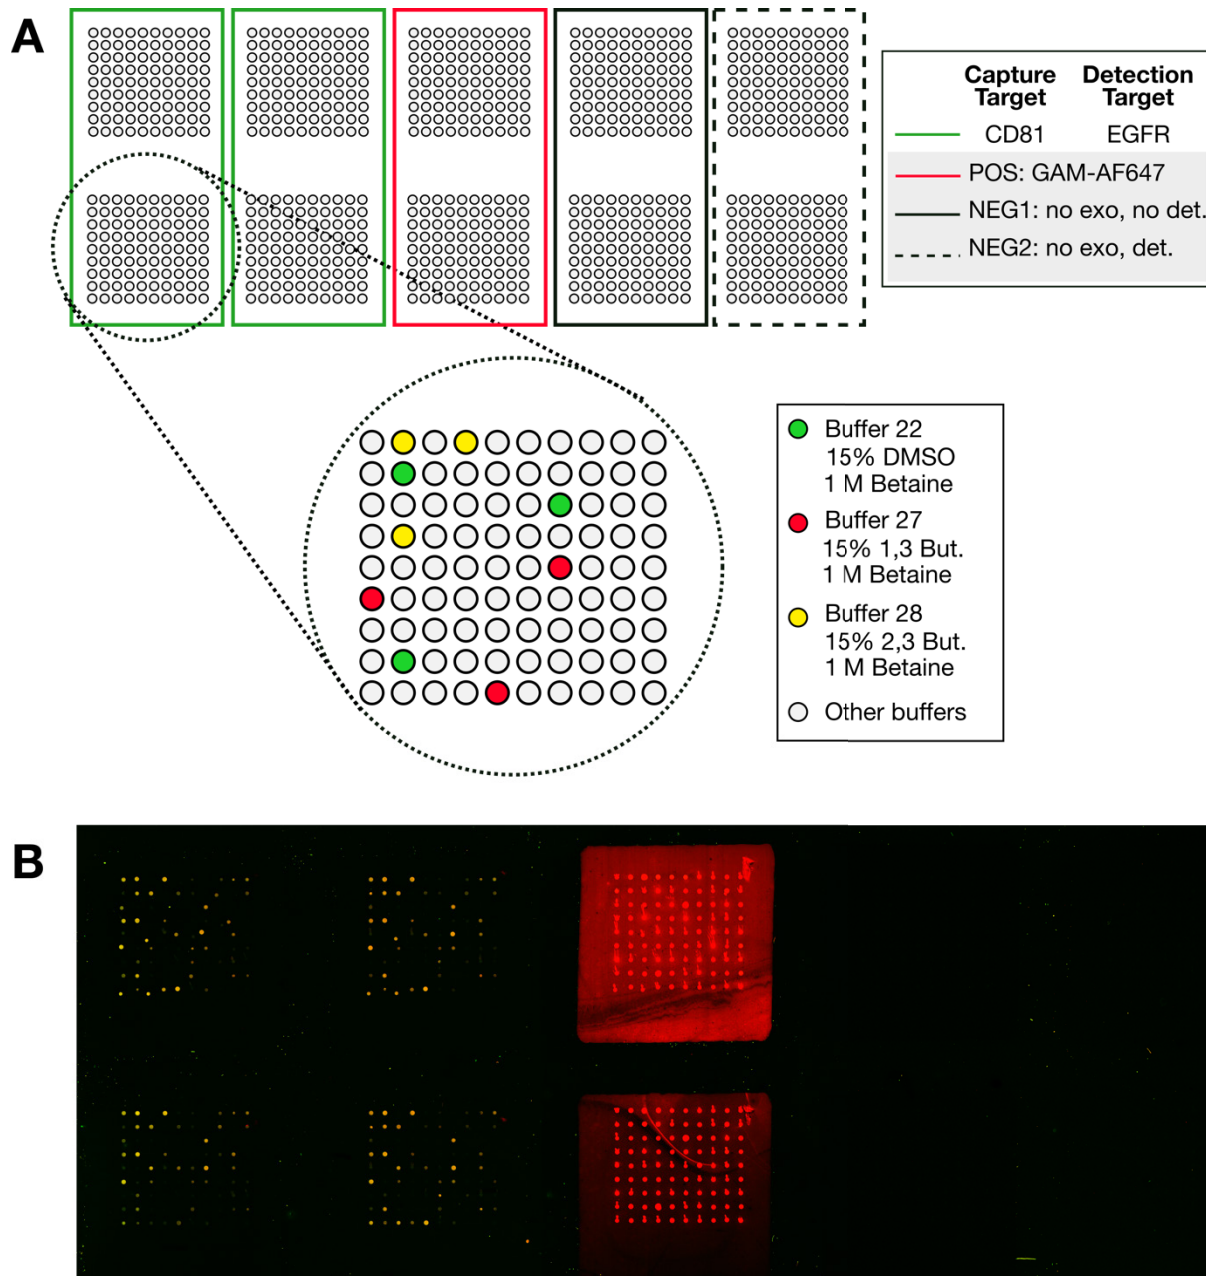 A
Capture Detection
Target Target
CD81 EGFR
POS: GAM-AF647
NEG1: no exo, no det.
NEG2: no exo, det.
Buffer 22
15% DMSO
1 M Betaine
Buffer 27
15% 1,3 But.
1 M Betaine
Buffer 28
15% 2,3 But.
1 M Betaine
Other buffers
B